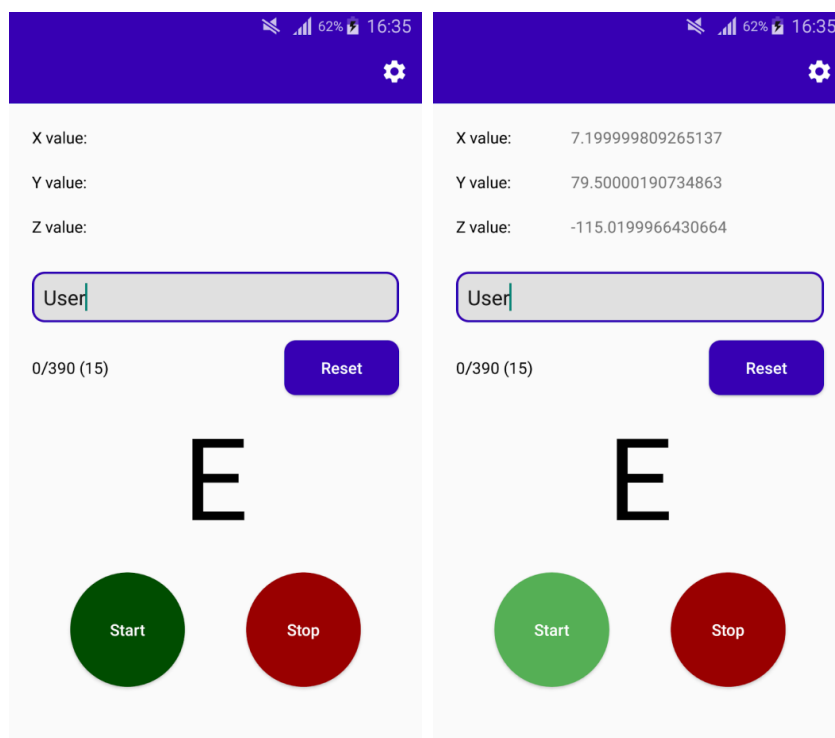 62% 16:35
X value:
Y value:
Z value:
User
0/390 (15)
Reset
E
Start
Stop
62% 16:35
X value: 7.199999809265137
Y value: 79.50000190734863
Z value: -115.0199966430664
User
0/390 (15)
Reset
E
Start
Stop